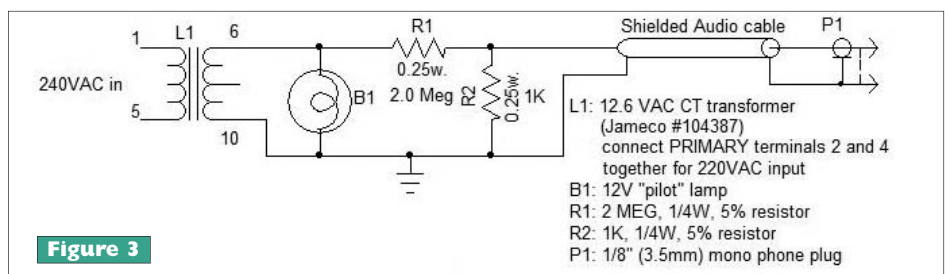 L1
1
6
240VAC in
5
10
B1
R1
0.25w.
2.0 Meg
R2
0.25w.
1K
Shielded Audio cable
P1
L1: 12.6 VAC CT transformer
(Jameco #104387)
connect PRIMARY terminals 2 and 4
together for 220VAC input
B1: 12V "pilot" lamp
R1: 2 MEG, 1/4W, 5% resistor
R2: 1K, 1/4W, 5% resistor
P1: 1/8" (3.5mm) mono phone plug
Figure 3